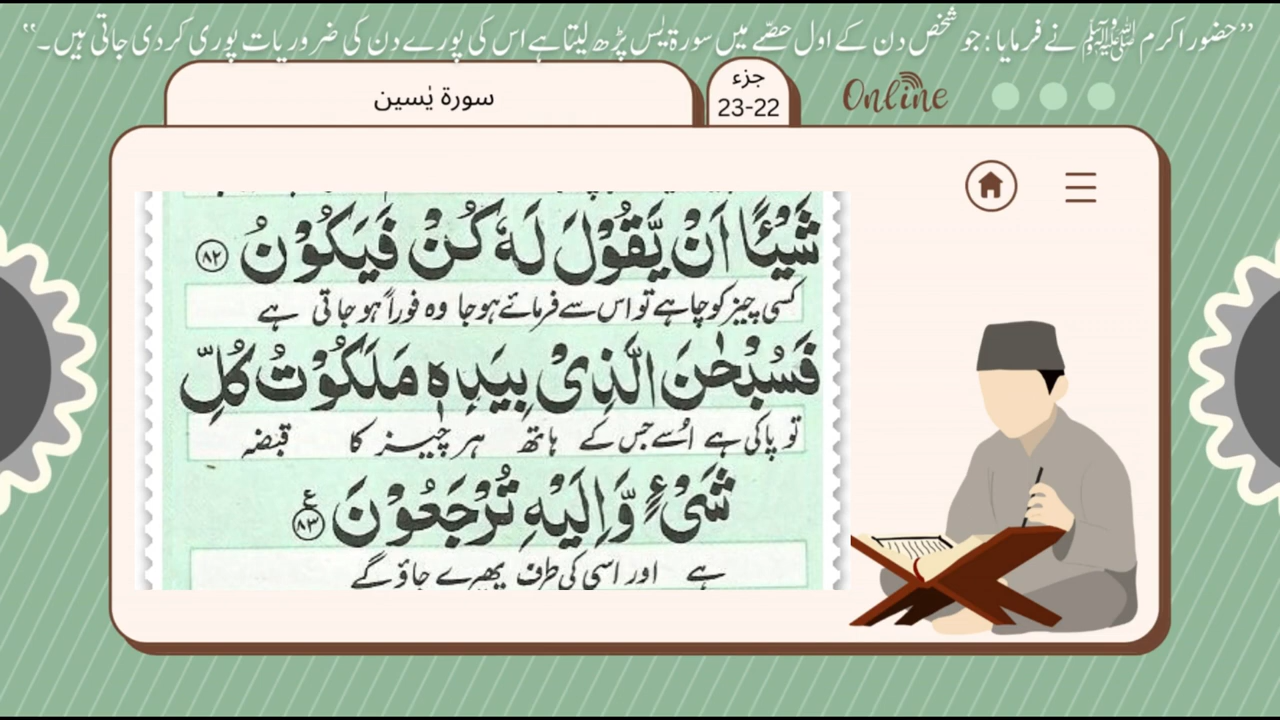 ”حضور اکرم ﷺ نے فرمایا: جو شخص دن کے اول حصّے میں سورۃ یٰس پڑھ لیتا ہے اس کی پورے دن کی ضروریات پوری کر دی جاتی ہیں۔“
سورة يٰسين
جزء
23-22
Online
شَيْـًٔا اَنْ يَّقُوْلَ لَهٗ كُنْ فَيَكُوْنُ ۸۲
کسی چیز کو چاہے تو اس سے فرمائے ہو جا وہ فوراً ہو جاتی ہے
فَسُبْحٰنَ الَّذِىْ بِيَدِهٖ مَلَكُوْتُ كُلِّ
تو پاکی ہے اُسے جس کے ہاتھ ہر چیز کا قبضہ
شَىْءٍ وَّاِلَيْهِ تُرْجَعُوْنَ ۸۳ ع
ہے اور اسی کی طرف پھیرے جاؤ گے